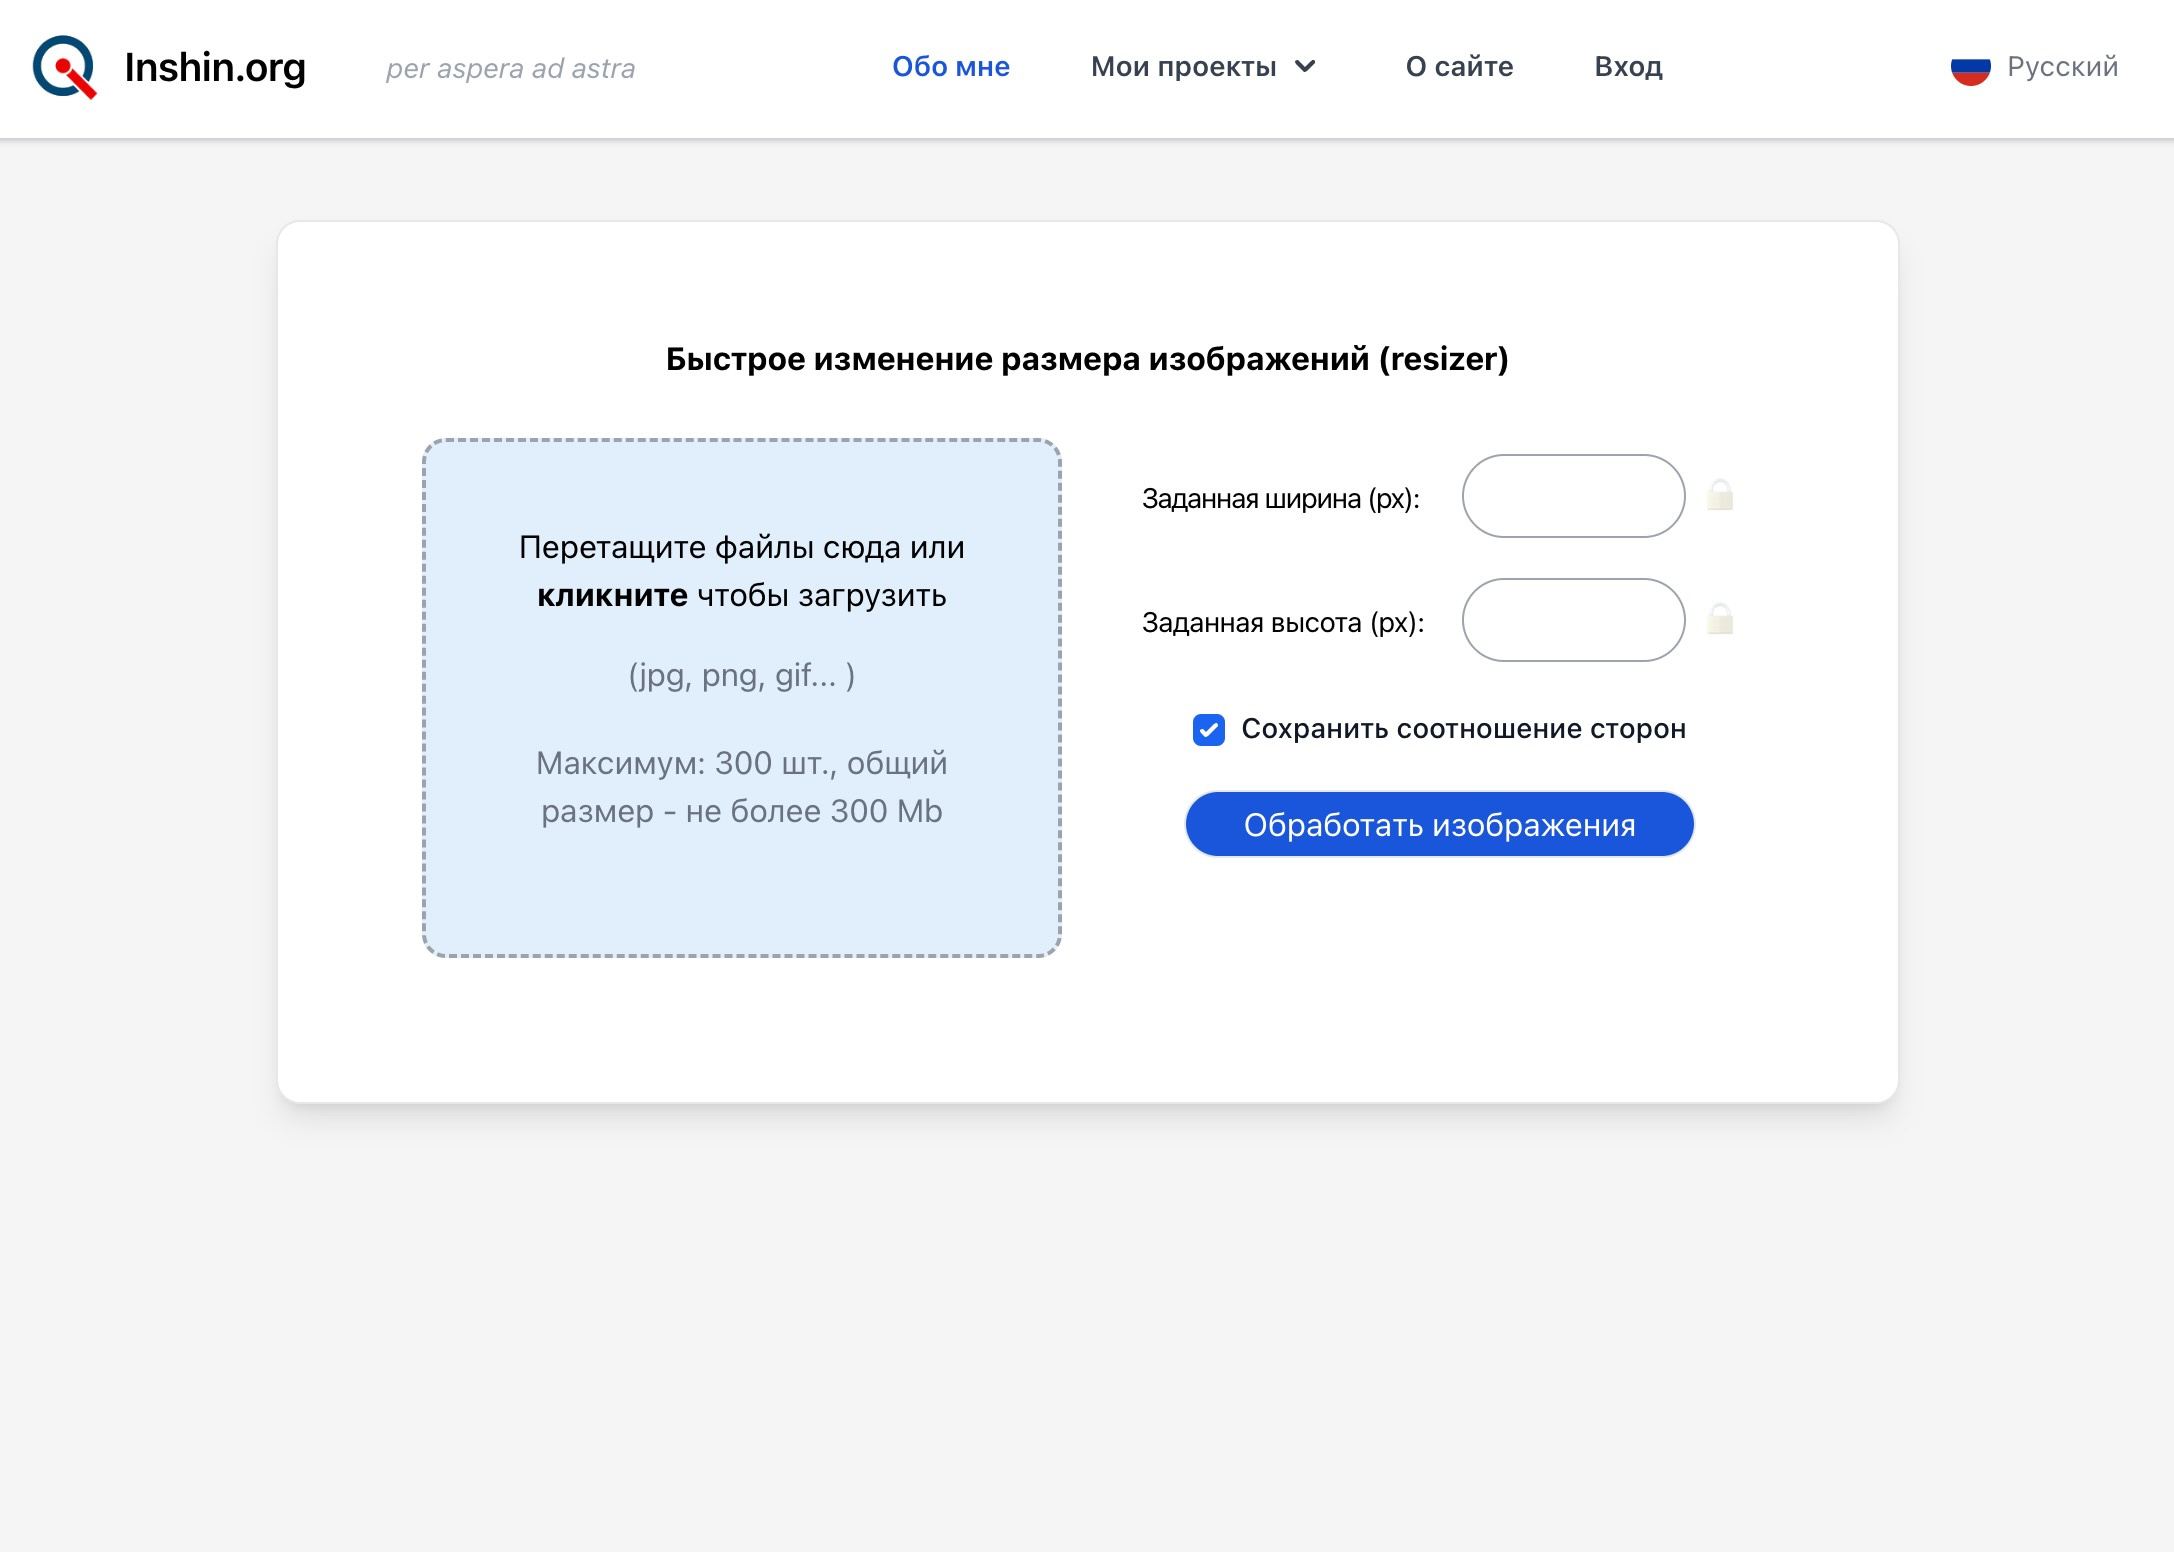 Inshin.org
per aspera ad astra
Обо мне
Мои проекты
О сайте
Вход
Русский
Быстрое изменение размера изображений (resizer)
Перетащите файлы сюда или
кликните чтобы загрузить
(jpg, png, gif... )
Максимум: 300 шт., общий
размер - не более 300 Mb
Заданная ширина (px):
Заданная высота (px):
Сохранить соотношение сторон
Обработать изображения